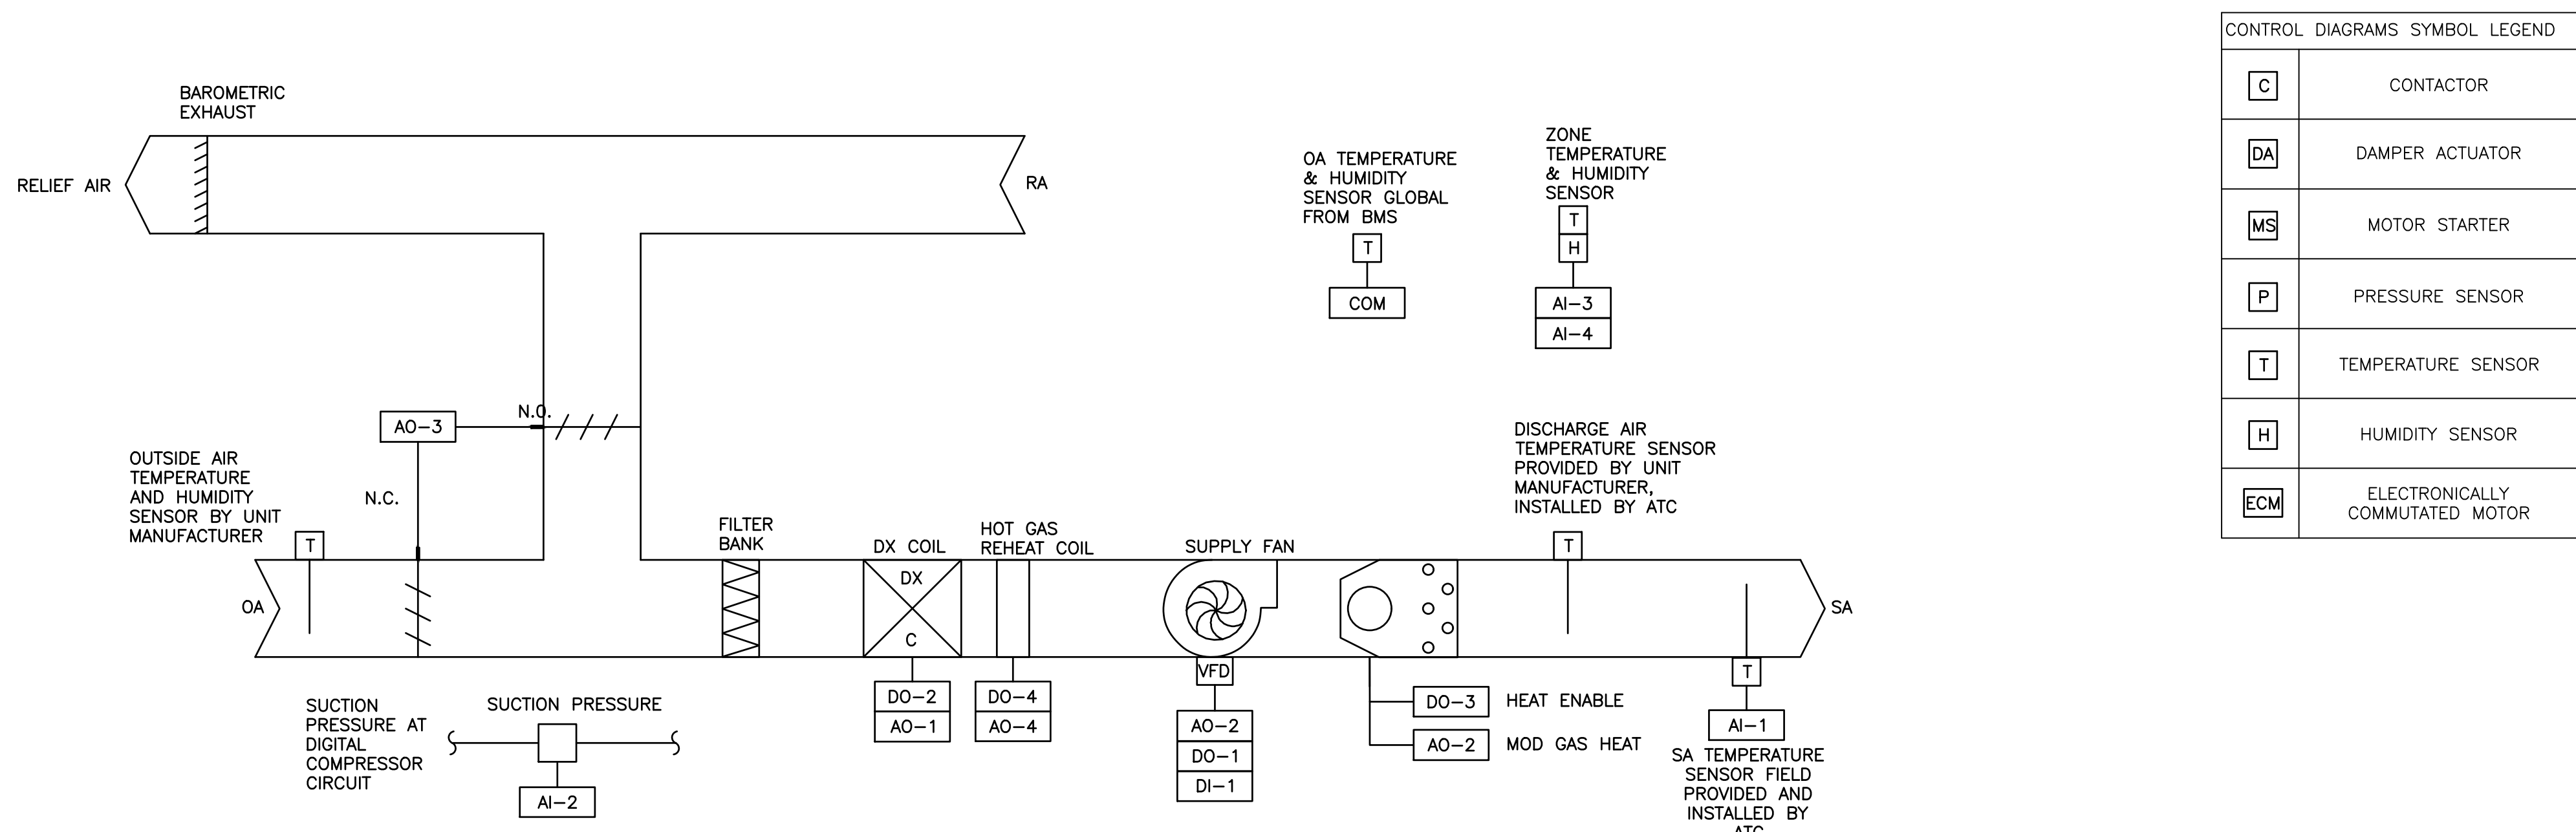 BAROMETRIC
EXHAUST
RELIEF AIR
RA
OA TEMPERATURE
& HUMIDITY
SENSOR GLOBAL
FROM BMS
T
COM
ZONE
TEMPERATURE
& HUMIDITY
SENSOR
T
H
AI-3
AI-4
N.O.
AO-3
N.C.
OUTSIDE AIR
TEMPERATURE
AND HUMIDITY
SENSOR BY UNIT
MANUFACTURER
T
OA
FILTER
BANK
DX COIL
DX
C
DO-2
AO-1
HOT GAS
REHEAT COIL
DO-4
AO-4
SUPPLY FAN
VFD
AO-2
DO-1
DI-1
DO-3 HEAT ENABLE
AO-2 MOD GAS HEAT
DISCHARGE AIR
TEMPERATURE SENSOR
PROVIDED BY UNIT
MANUFACTURER,
INSTALLED BY ATC
T
SA
T
AI-1
SA TEMPERATURE
SENSOR FIELD
PROVIDED AND
INSTALLED BY
ATC
SUCTION
PRESSURE AT
DIGITAL
COMPRESSOR
CIRCUIT
SUCTION PRESSURE
AI-2
CONTROL DIAGRAMS SYMBOL LEGEND
C CONTACTOR
DA DAMPER ACTUATOR
MS MOTOR STARTER
P PRESSURE SENSOR
T TEMPERATURE SENSOR
H HUMIDITY SENSOR
ECM ELECTRONICALLY
COMMUTATED MOTOR